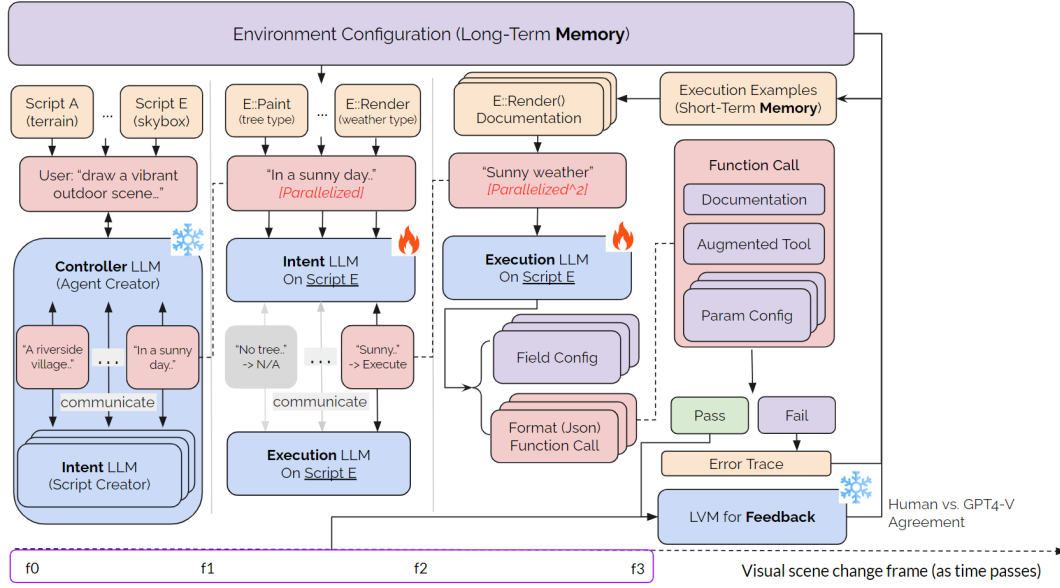 Environment Configuration (Long-Term Memory)
Script A
(terrain)
...
Script E
(skybox)
User: “draw a vibrant
outdoor scene…”
Controller LLM
(Agent Creator)
“A riverside
village..”
...
“In a sunny
day..”
communicate
Intent LLM
(Script Creator)
E::Paint
(tree type)
...
E::Render
(weather type)
“In a sunny day..”
[Parallelized]
Intent LLM
On Script E
“No tree..”
-> N/A
...
“Sunny..”
-> Execute
communicate
Execution LLM
On Script E
E::Render()
Documentation
Execution Examples
(Short-Term Memory)
“Sunny weather”
[Parallelized^2]
Execution LLM
On Script E
Field Config
Format (Json)
Function Call
Function Call
Documentation
Augmented Tool
Param Config
Pass
Fail
Error Trace
LVM for Feedback
Human vs. GPT4-V
Agreement
f0
f1
f2
f3
Visual scene change frame (as time passes)